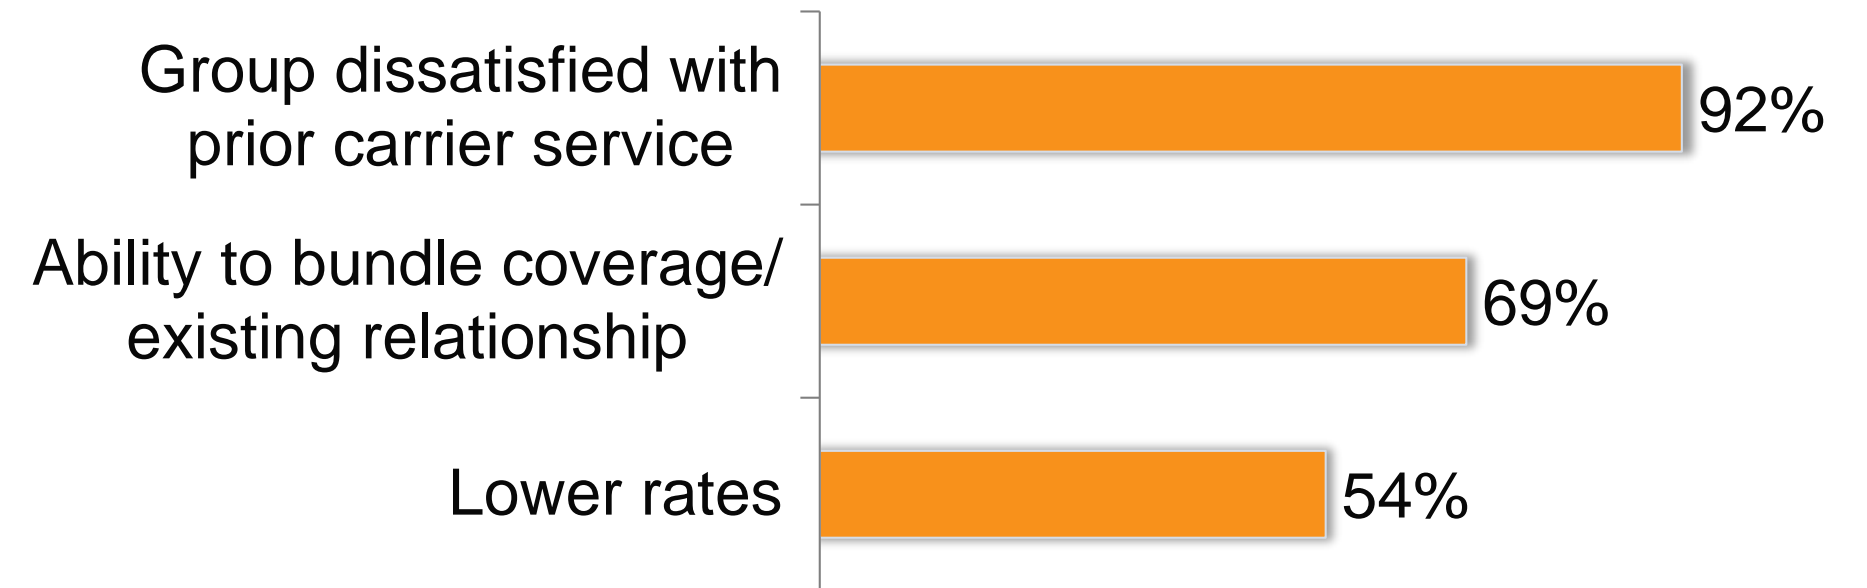 Group dissatisfied with
prior carrier service
92%
Ability to bundle coverage/
existing relationship
69%
Lower rates
54%